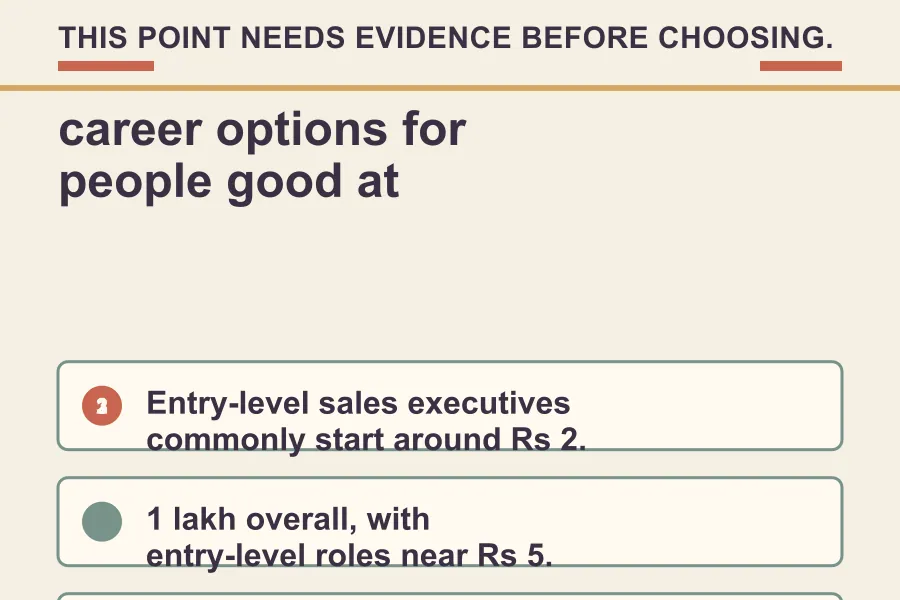 THIS POINT NEEDS EVIDENCE BEFORE CHOOSING.
career options for
people good at
Entry-level sales executives
commonly start around Rs 2.
1 lakh overall, with
entry-level roles near Rs 5.